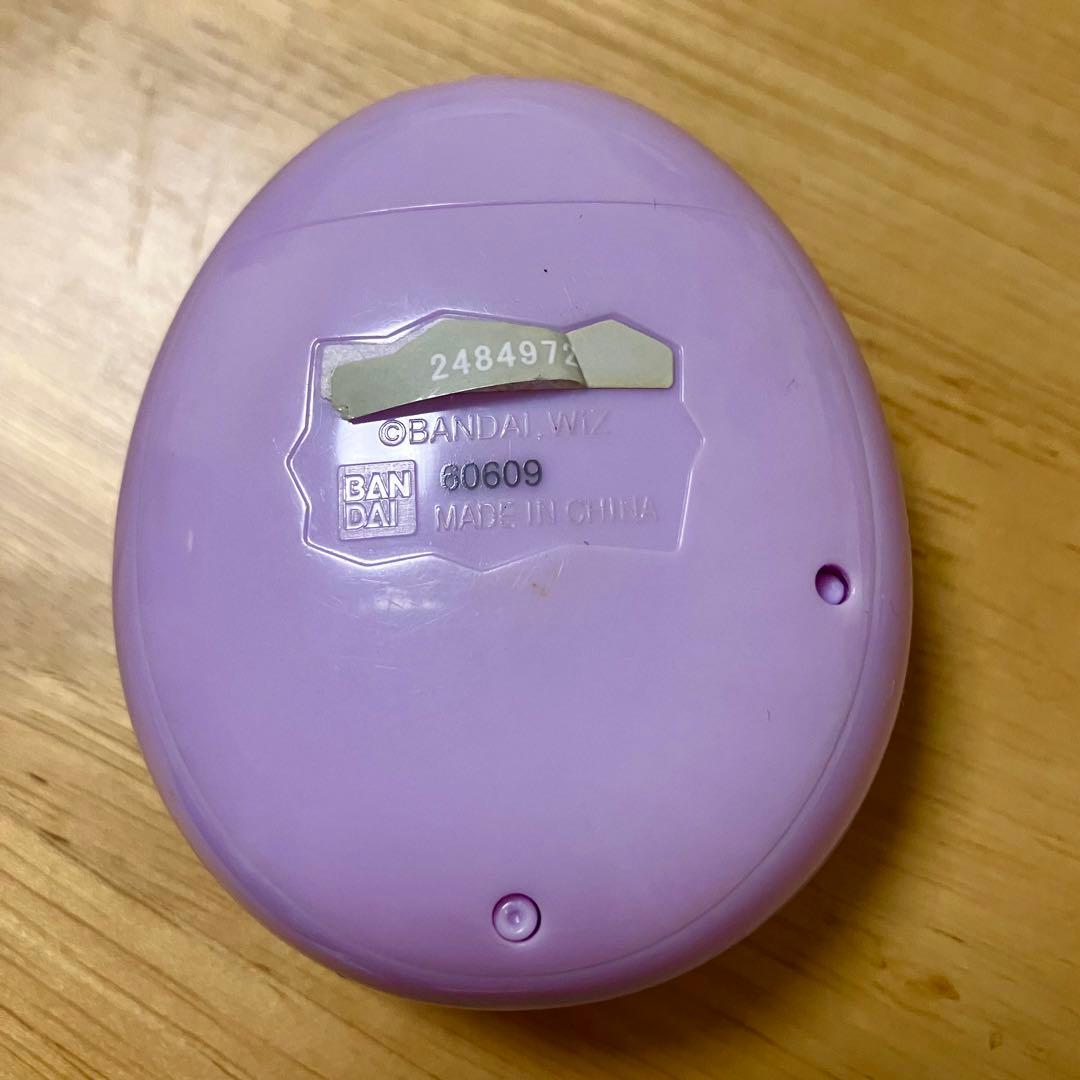 2484972
©BANDAI, WiZ
BAN
DAI
60609
MADE IN CHINA